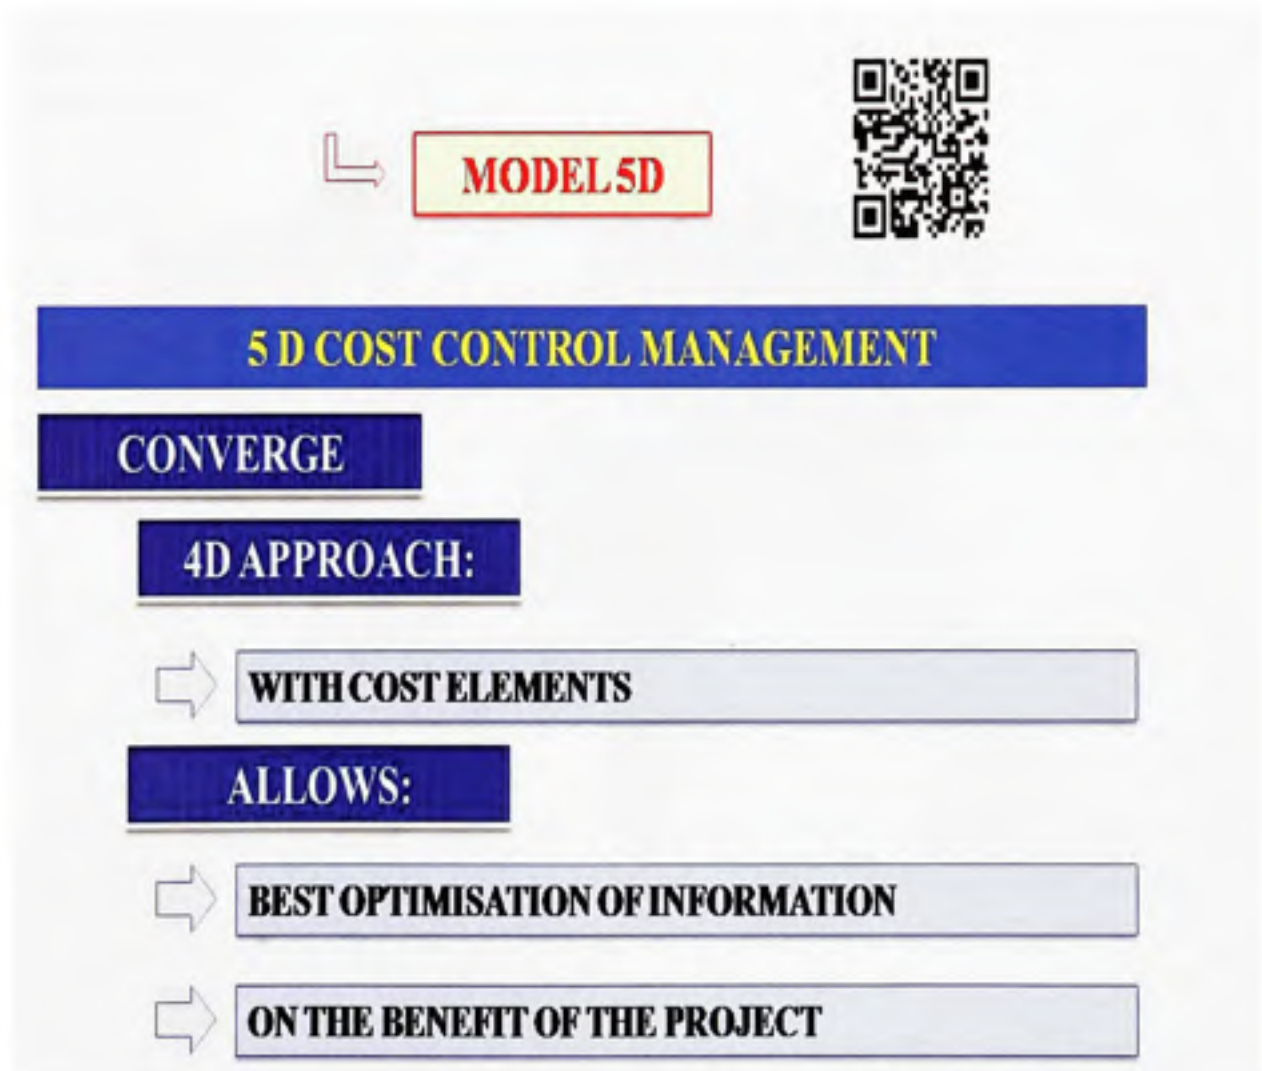 MODEL 5D
5 D COST CONTROL MANAGEMENT
CONVERGE
4D APPROACH:
WITH COST ELEMENTS
ALLOWS:
BEST OPTIMISATION OF INFORMATION
ON THE BENEFIT OF THE PROJECT